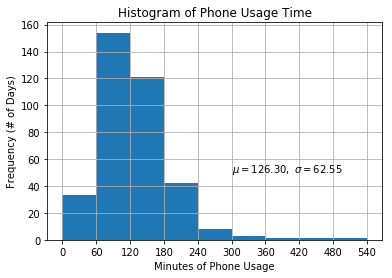 Histogram of Phone Usage Time
160
140
120
100
80
60
40
20
0
Frequency (# of Days)
μ = 126.30, σ = 62.55
0 60 120 180 240 300 360 420 480 540
Minutes of Phone Usage